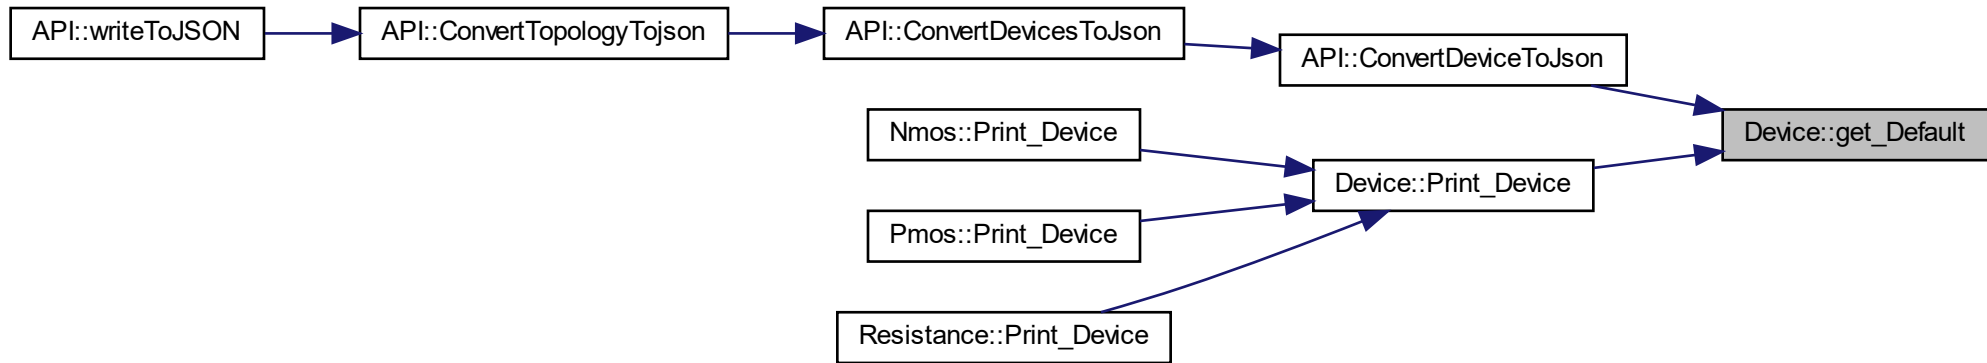 API::writeToJSON
API::ConvertTopologyTojson
API::ConvertDevicesToJson
API::ConvertDeviceToJson
Nmos::Print_Device
Device::get_Default
Device::Print_Device
Pmos::Print_Device
Resistance::Print_Device